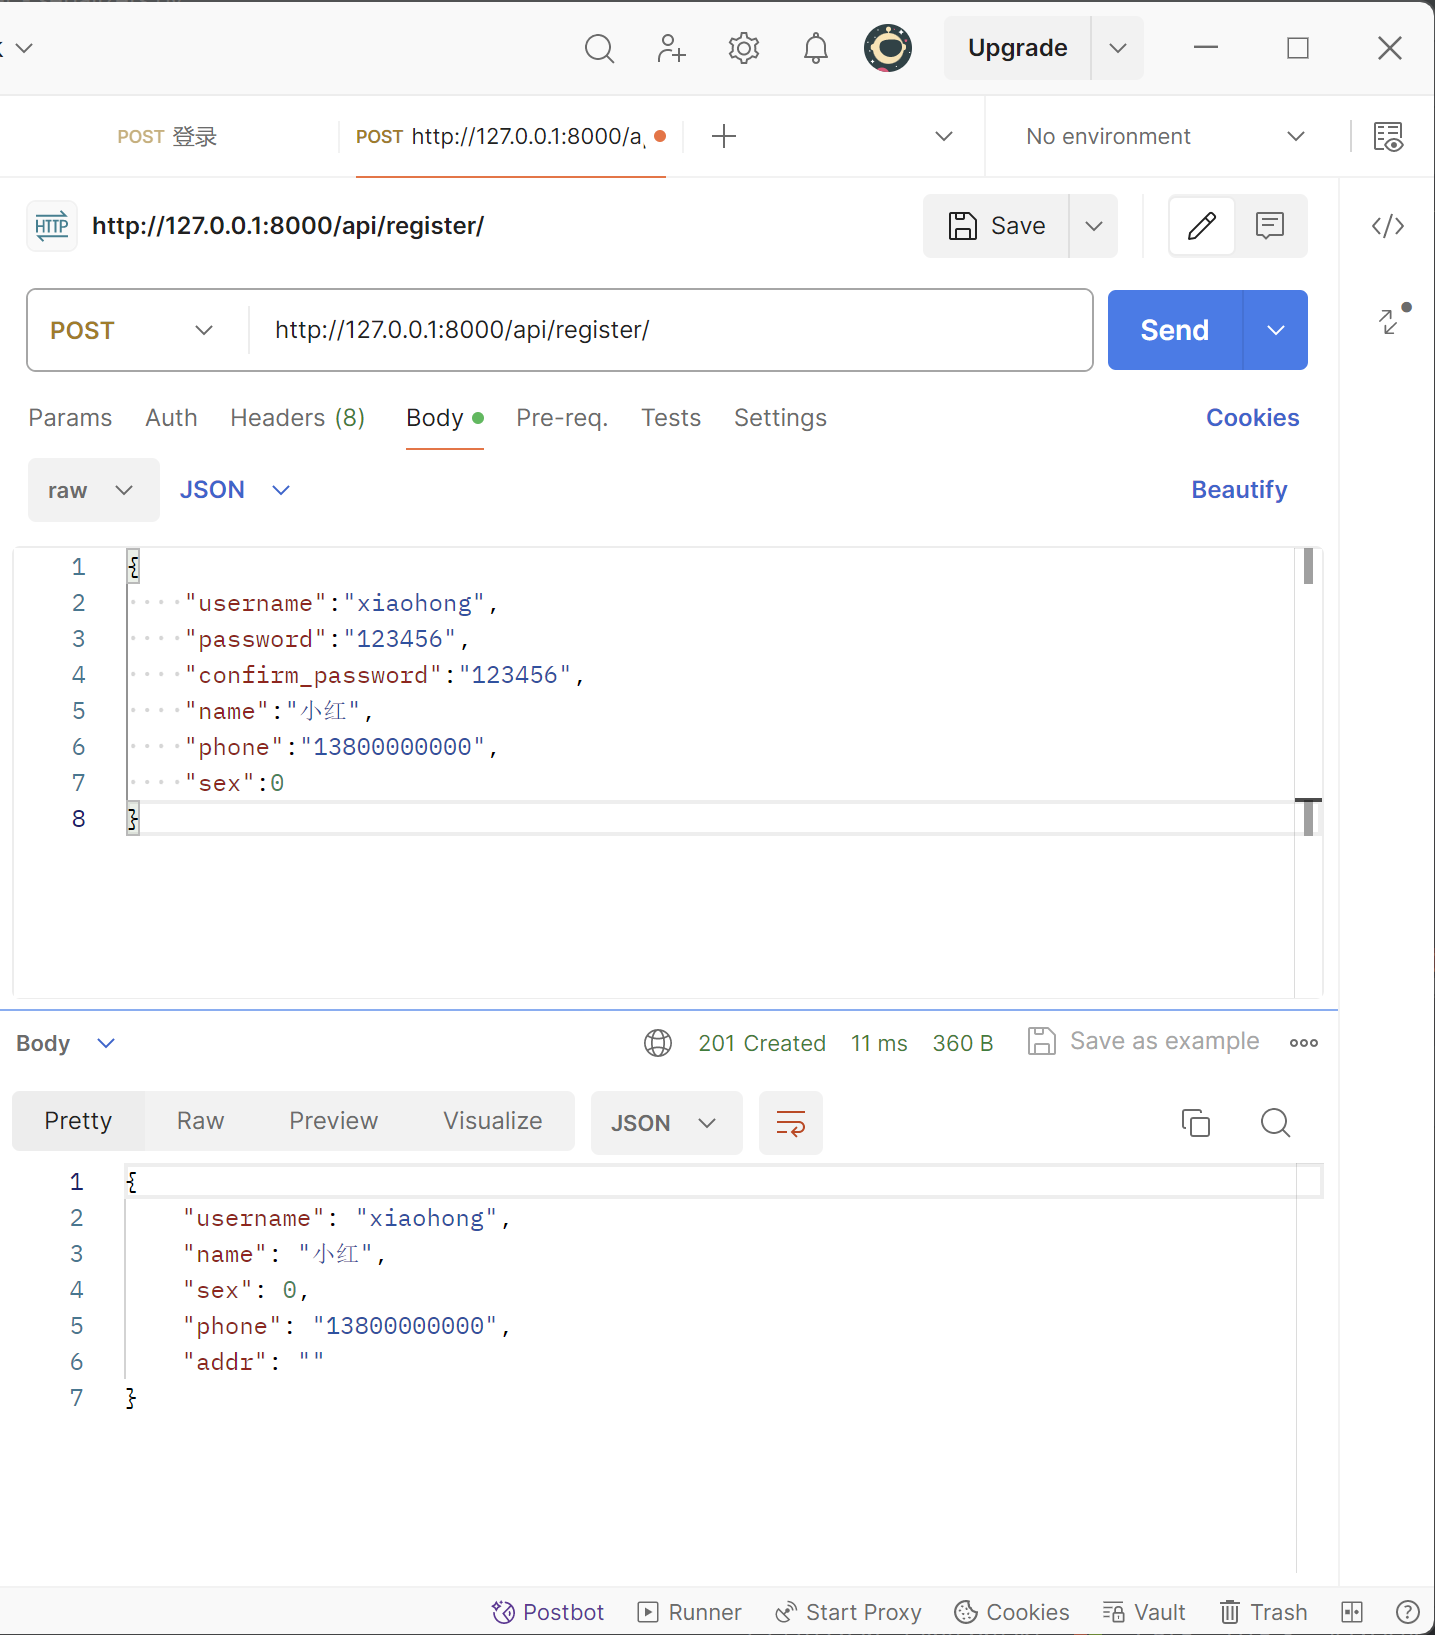 Upgrade
POST 登录
POST http://127.0.0.1:8000/a
No environment
HTTP http://127.0.0.1:8000/api/register/
Save
POST
http://127.0.0.1:8000/api/register/
Send
Params Auth Headers (8) Body Pre-req. Tests Settings
Cookies
raw JSON
Beautify
1 {
2 "username":"xiaohong",
3 "password":"123456",
4 "confirm_password":"123456",
5 "name":"小红",
6 "phone":"13800000000",
7 "sex":0
8 }
Body
201 Created 11 ms 360 B Save as example
Pretty Raw Preview Visualize JSON
1 {
2 "username": "xiaohong",
3 "name": "小红",
4 "sex": 0,
5 "phone": "13800000000",
6 "addr": ""
7 }
Postbot Runner Start Proxy Cookies Vault Trash